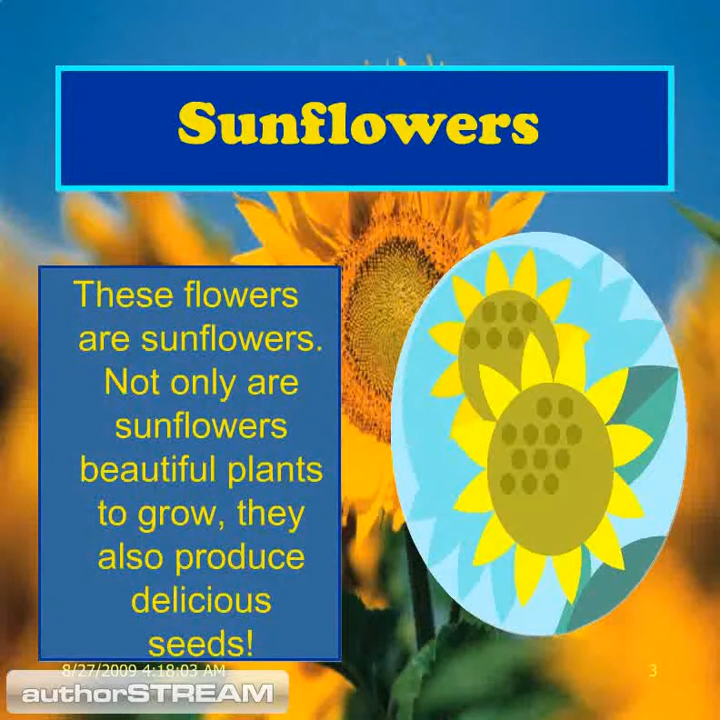 Sunflowers
These flowers
are sunflowers.
Not only are
sunflowers
beautiful plants
to grow, they
also produce
delicious
seeds!
8/27/2009 4:18:03 AM
3
authorSTREAM